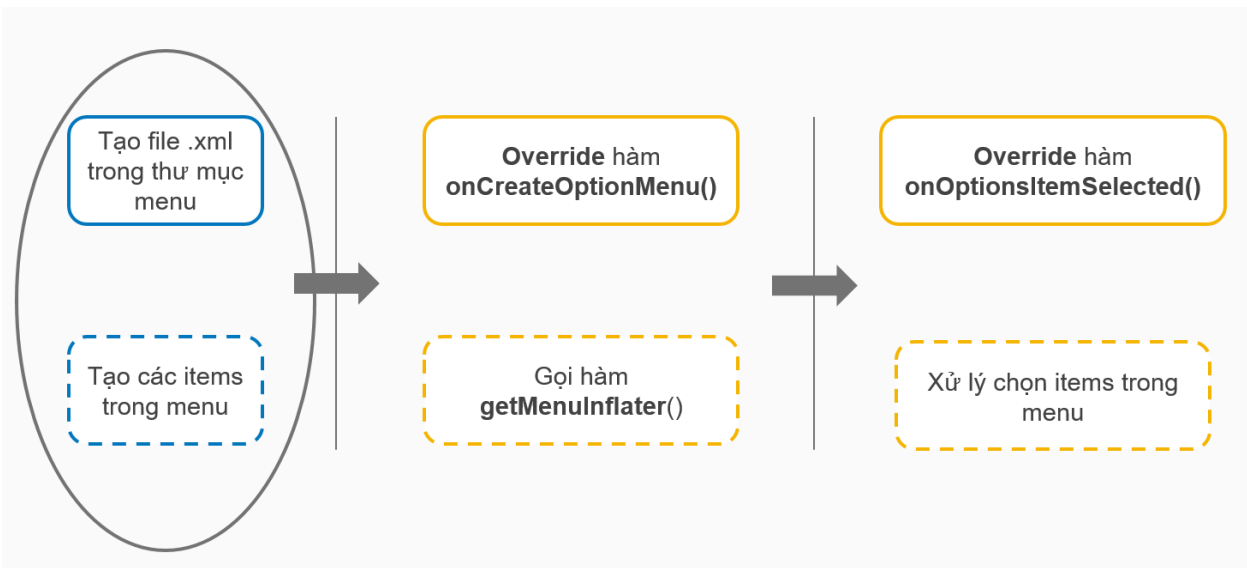 Tạo file .xml
trong thư mục
menu
Tạo các items
trong menu
Override hàm
onCreateOptionMenu()
Gọi hàm
getMenuInflater()
Override hàm
onOptionsItemSelected()
Xử lý chọn items trong
menu